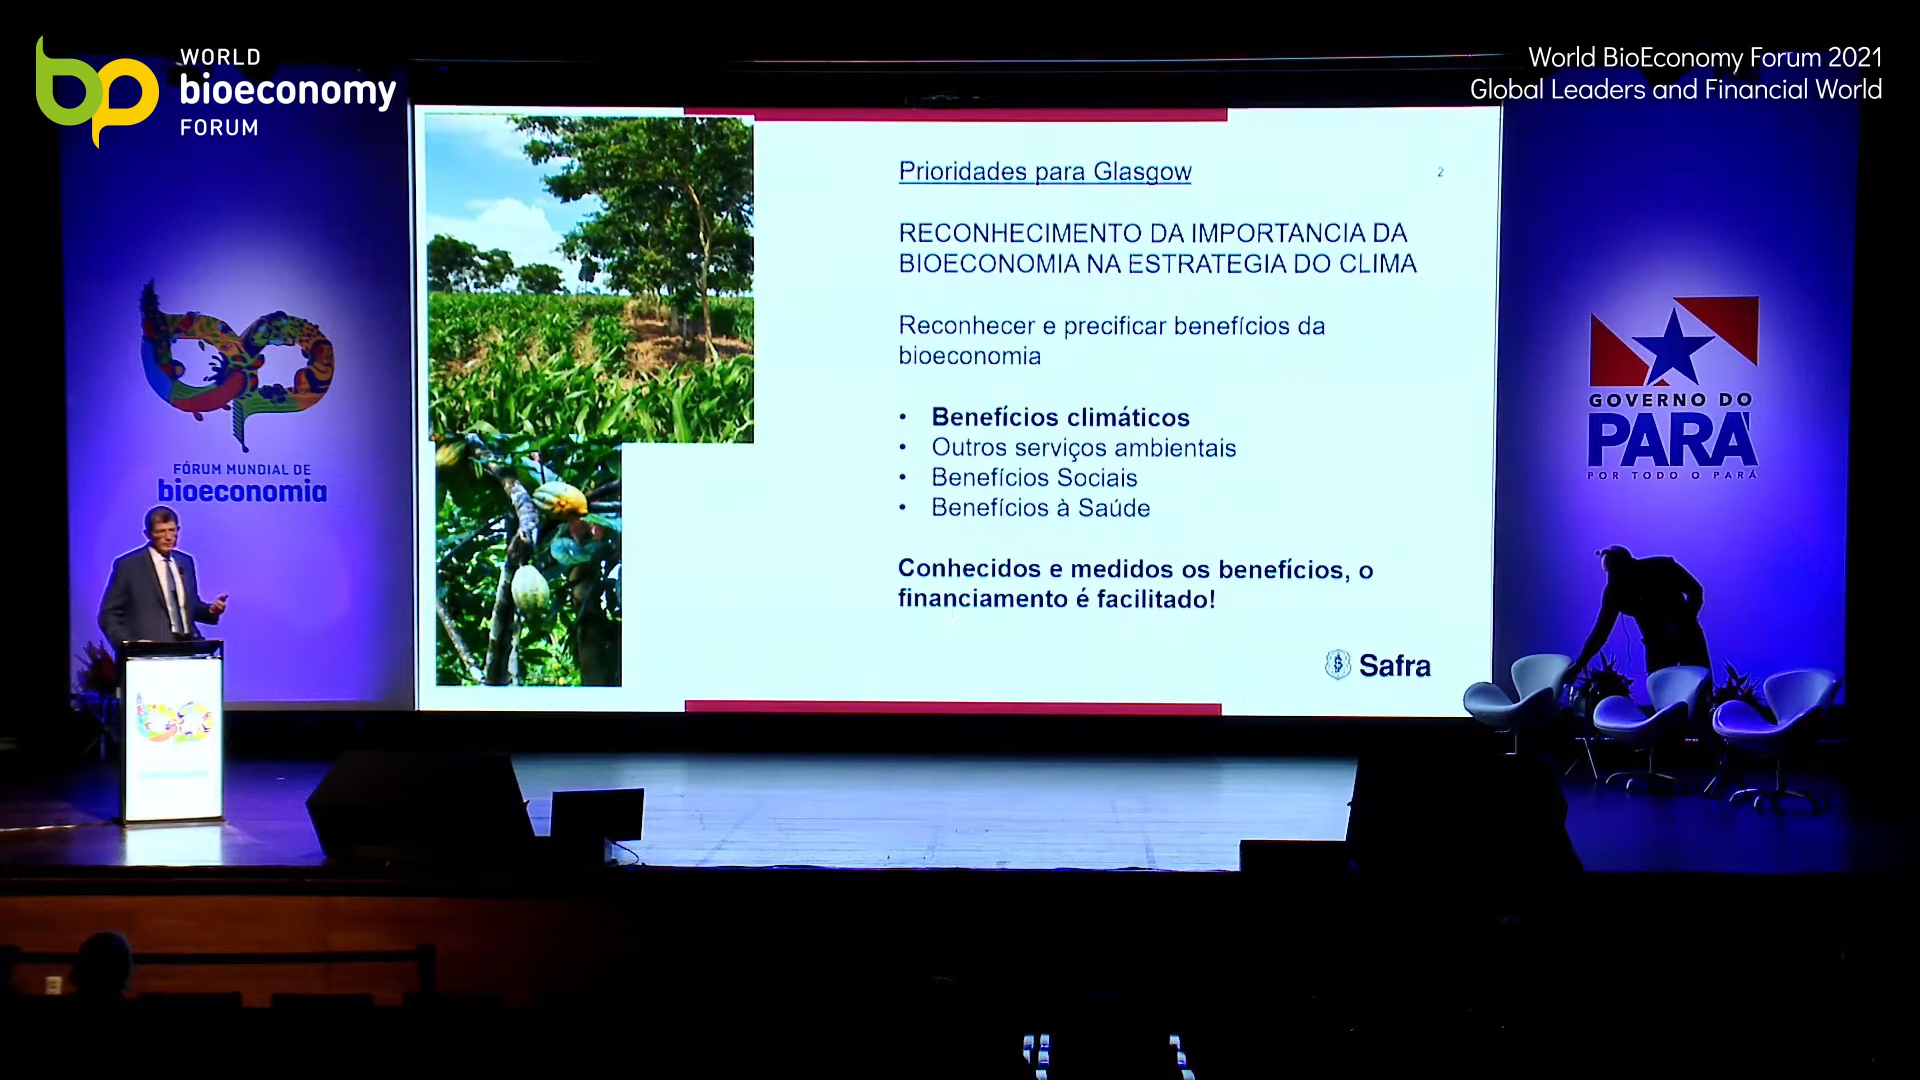 WORLD
bioeconomy
FORUM
World BioEconomy Forum 2021
Global Leaders and Financial World
Prioridades para Glasgow
2
RECONHECIMENTO DA IMPORTANCIA DA
BIOECONOMIA NA ESTRATEGIA DO CLIMA
Reconhecer e precificar benefícios da
bioeconomia
• Benefícios climáticos
• Outros serviços ambientais
• Benefícios Sociais
• Benefícios à Saúde
Conhecidos e medidos os benefícios, o
financiamento é facilitado!
Safra
FÓRUM MUNDIAL DE
bioeconomia
GOVERNO DO
PARÁ
POR TODO O PARÁ